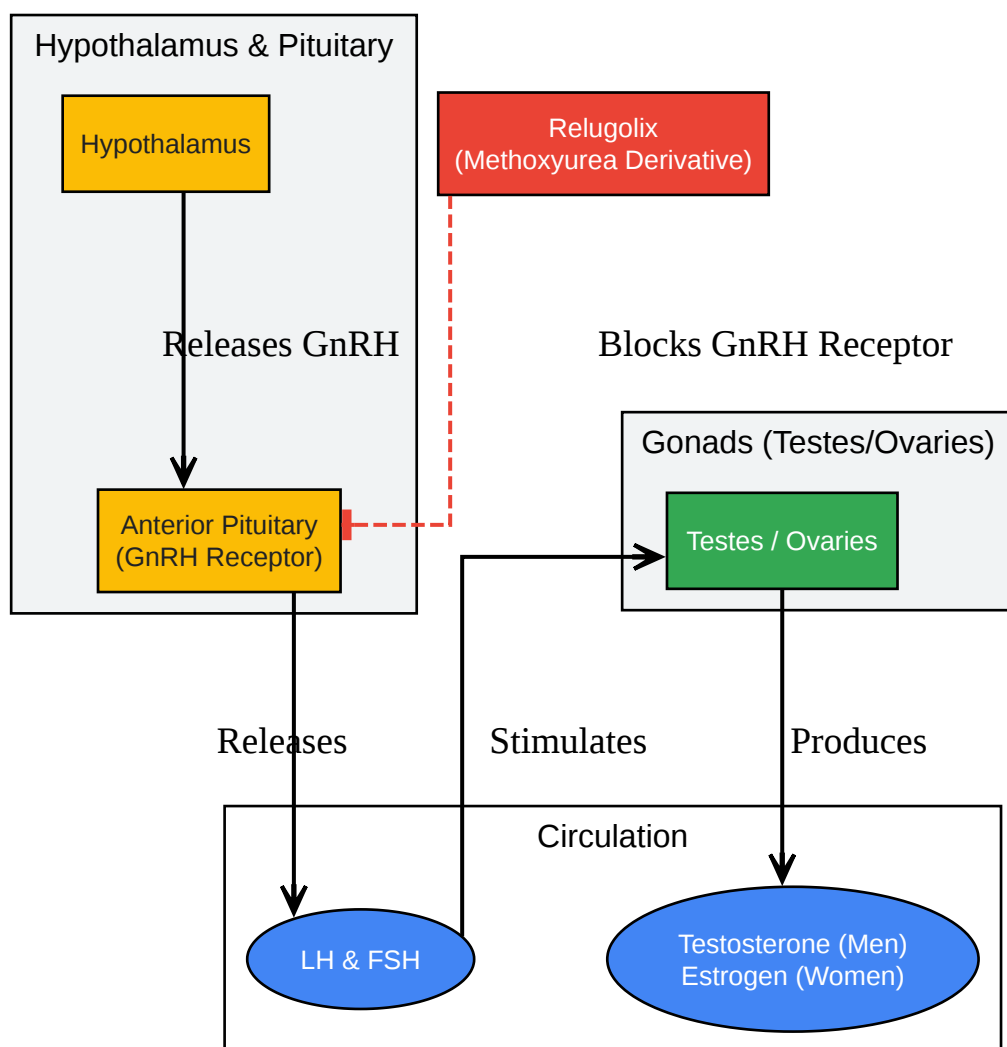 Hypothalamus & Pituitary
Hypothalamus
Relugolix
(Methoxyurea Derivative)
Releases GnRH
Blocks GnRH Receptor
Gonads (Testes/Ovaries)
Anterior Pituitary
(GnRH Receptor)
Testes / Ovaries
Releases
Stimulates
Produces
Circulation
LH & FSH
Testosterone (Men)
Estrogen (Women)